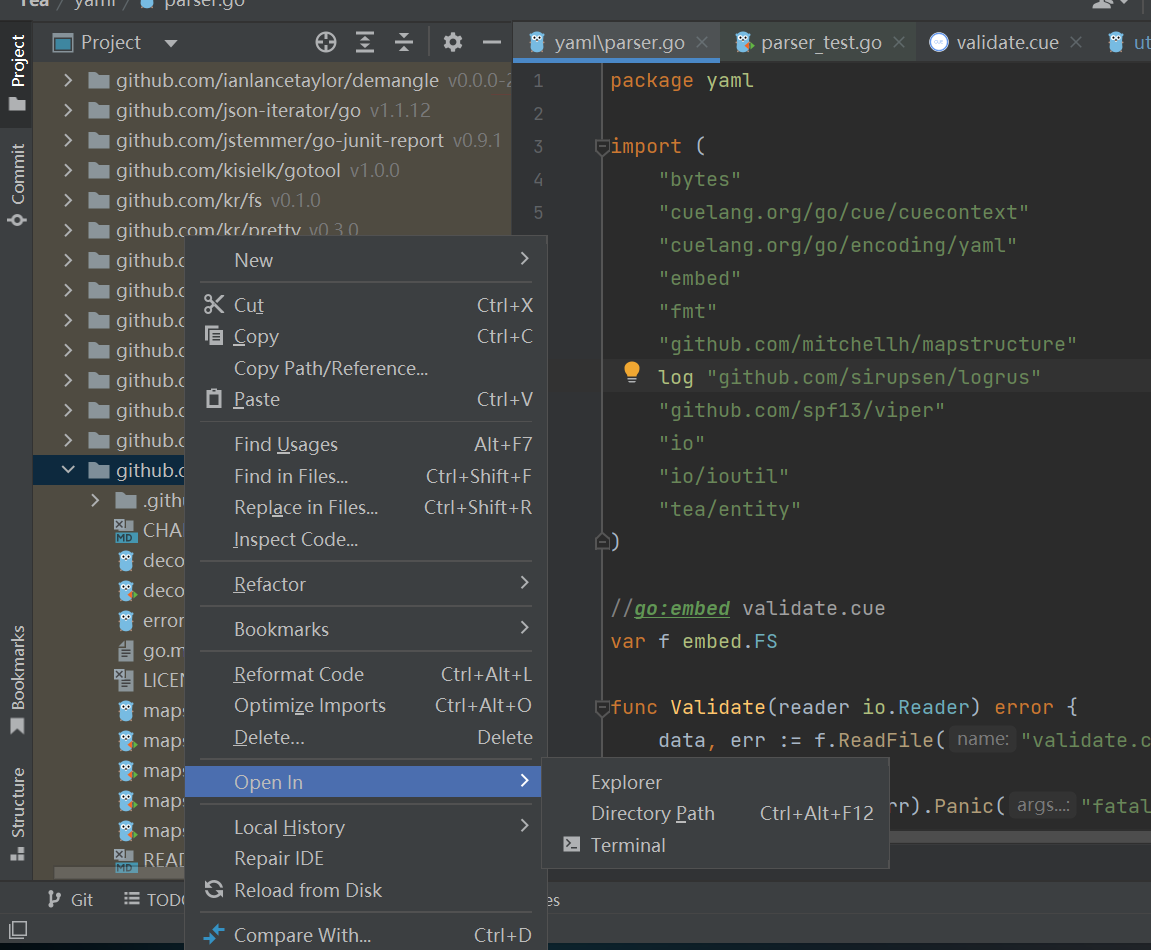 Tea / yaml / parser.go
Project
yaml\parser.go
parser_test.go
validate.cue
ut
Project
Commit
Bookmarks
Structure
github.com/ianlancetaylor/demangle v0.0.0-2
github.com/json-iterator/go v1.1.12
github.com/jstemmer/go-junit-report v0.9.1
github.com/kisielk/gotool v1.0.0
github.com/kr/fs v0.1.0
github.com/kr/pretty v0.3.0
github.c
github.c
github.c
github.c
github.c
github.c
github.c
github.c
.gith
CHA
deco
deco
error
go.m
LICEN
maps
maps
maps
maps
maps
READ
New
Cut Ctrl+X
Copy Ctrl+C
Copy Path/Reference...
Paste Ctrl+V
Find Usages Alt+F7
Find in Files... Ctrl+Shift+F
Replace in Files... Ctrl+Shift+R
Inspect Code...
Refactor
Bookmarks
Reformat Code Ctrl+Alt+L
Optimize Imports Ctrl+Alt+O
Delete... Delete
Open In
Local History
Repair IDE
Reload from Disk
Compare With... Ctrl+D
Explorer
Directory Path Ctrl+Alt+F12
Terminal
1 package yaml
2
3 import (
4 "bytes"
5 "cuelang.org/go/cue/cuecontext"
"cuelang.org/go/encoding/yaml"
"embed"
"fmt"
"github.com/mitchellh/mapstructure"
log "github.com/sirupsen/logrus"
"github.com/spf13/viper"
"io"
"io/ioutil"
"tea/entity"
)
//go:embed validate.cue
var f embed.FS
func Validate(reader io.Reader) error {
data, err := f.ReadFile( name: "validate.c
r).Panic( args...: "fatal
Git
TODO
es